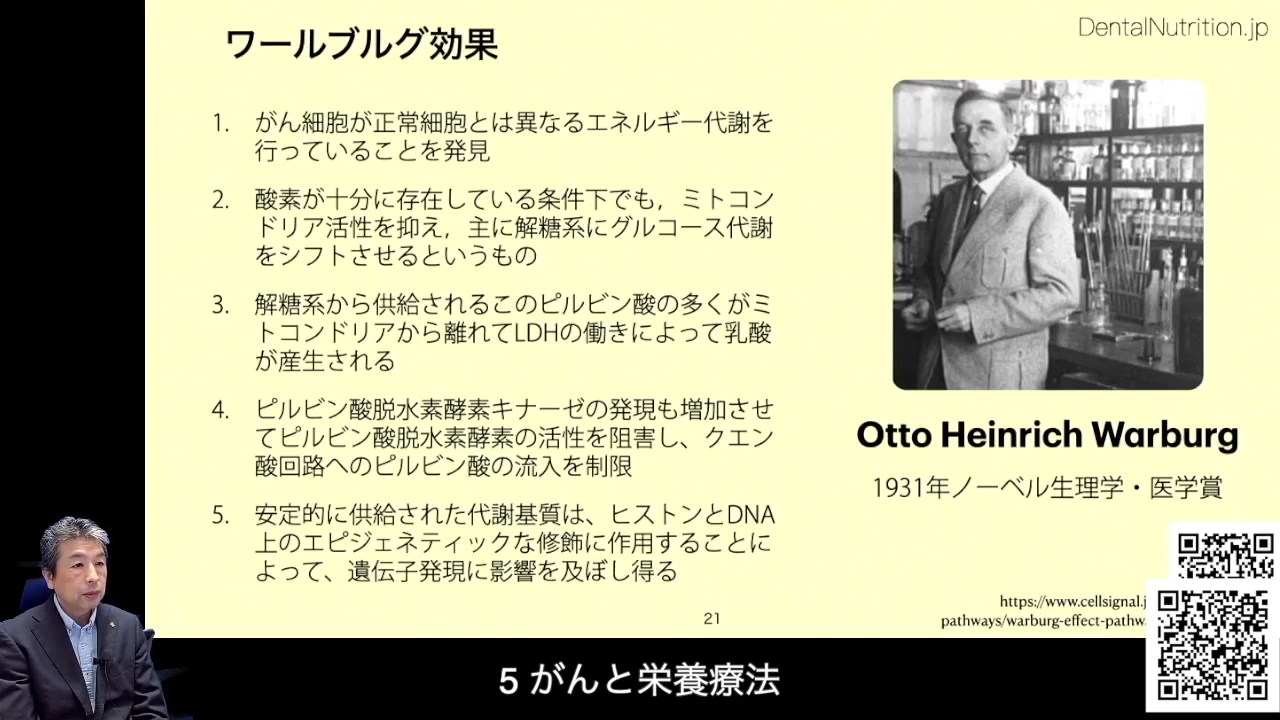 DentalNutrition.jp
ワールブルグ効果
1. がん細胞が正常細胞とは異なるエネルギー代謝を
行っていることを発見
2. 酸素が十分に存在している条件下でも，ミトコン
ドリア活性を抑え，主に解糖系にグルコース代謝
をシフトさせるというもの
3. 解糖系から供給されるこのピルビン酸の多くがミ
トコンドリアから離れてLDHの働きによって乳酸
が産生される
4. ピルビン酸脱水素酵素キナーゼの発現も増加させ
てピルビン酸脱水素酵素の活性を阻害し、クエン
酸回路へのピルビン酸の流入を制限
5. 安定的に供給された代謝基質は、ヒストンとDNA
上のエピジェネティックな修飾に作用することに
よって、遺伝子発現に影響を及ぼし得る
Otto Heinrich Warburg
1931年ノーベル生理学・医学賞
https://www.cellsignal.j
pathways/warburg-effect-pathw
21
5 がんと栄養療法